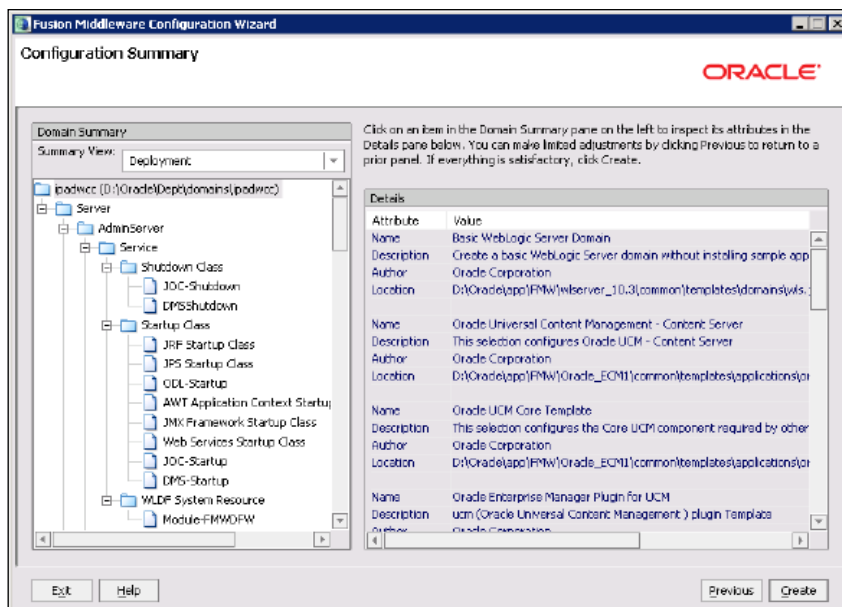 Fusion Middleware Configuration Wizard
Configuration Summary
ORACLE
Domain Summary
Summary View:
Deployment
Click on an item in the Domain Summary pane on the left to inspect its attributes in the
Details pane below. You can make limited adjustments by clicking Previous to return to a
prior panel. If everything is satisfactory, click Create.
ipadwcc (D:\Oracle\Dept\domains\ipadwcc)
Server
AdminServer
Service
Shutdown Class
JOC-Shutdown
DMSShutdown
Startup Class
JRF Startup Class
JPS Startup Class
ODL-Startup
AWT Application Context Startup
JMX Framework Startup Class
Web Services Startup Class
JOC-Startup
DMS-Startup
WLDF System Resource
Module-FMWDFW
Details
Attribute Value
Name Basic WebLogic Server Domain
Description Create a basic WebLogic Server domain without installing sample app
Author Oracle Corporation
Location D:\Oracle\app\FMW\wlserver_10.3\common\templates\domains\wls.
Name Oracle Universal Content Management - Content Server
Description This selection configures Oracle UCM - Content Server
Author Oracle Corporation
Location D:\Oracle\app\FMW\Oracle_ECM1\common\templates\applications\or
Name Oracle UCM Core Template
Description This selection configures the Core UCM component required by other
Author Oracle Corporation
Location D:\Oracle\app\FMW\Oracle_ECM1\common\templates\applications\or
Name Oracle Enterprise Manager Plugin for UCM
Description ucm (Oracle Universal Content Management ) plugin Template
Author Oracle Corporation
Exit Help Previous Create